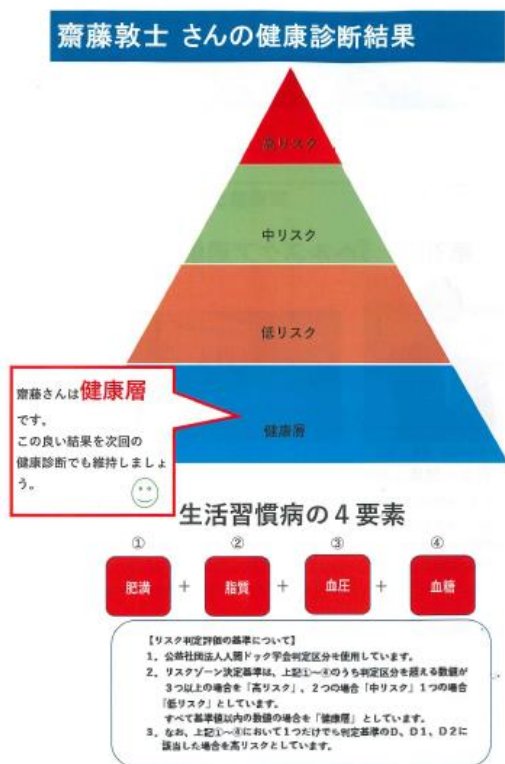 齋藤敦士 さんの健康診断結果
高リスク
中リスク
低リスク
健康層
齋藤さんは健康層
です。
この良い結果を次回の
健康診断でも維持しましょ
う。
生活習慣病の４要素
① ② ③ ④
肥満 + 脂質 + 血圧 + 血糖
【リスク判定評価の基準について】
1、公益社団法人人間ドック学会判定区分を使用しています。
2、リスクゾーン決定基準は、上記①~④のうち判定区分を超える数値が
3つ以上の場合を「高リスク」、2つの場合「中リスク」1つの場合
「低リスク」としています。
すべて基準値以内の数値の場合を「健康層」としています。
3、なお、上記①~④において1つだけでも判定基準のD、D1、D2に
該当した場合を高リスクとしています。